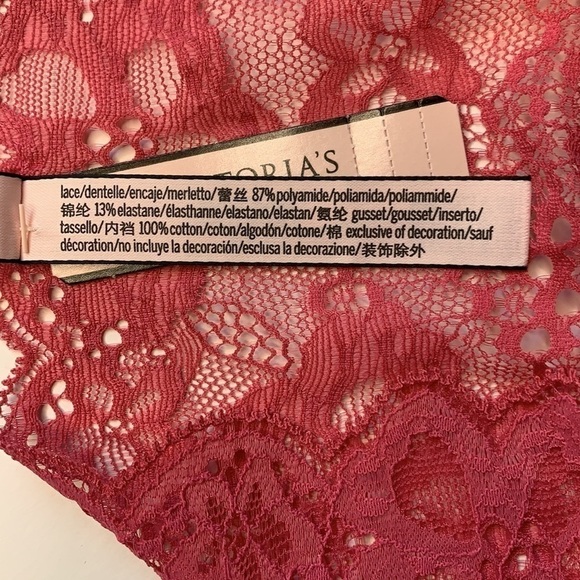 TORIA'S
lace/dentelle/encaje/merletto/蕾丝 87% polyamide/poliamida/poliammide/
锦纶 13% elastane/élasthanne/elastano/elastan/氨纶 gusset/gousset/inserto/
tassello/内裆 100% cotton/coton/algodón/cotone/棉 exclusive of decoration/sauf
décoration/no incluye la decoración/esclusa la decorazione/装饰除外